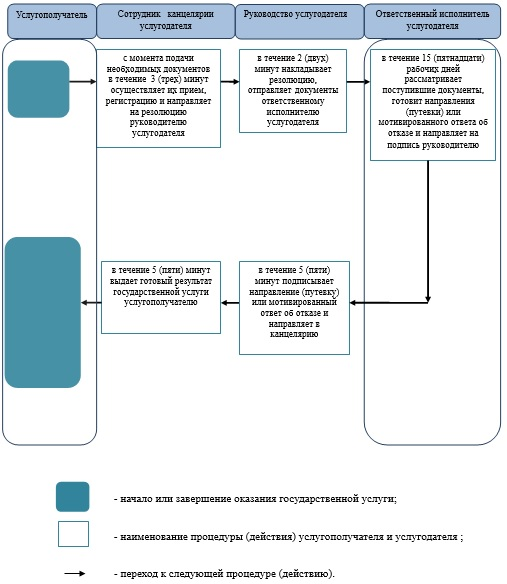 Услугополучатель
Сотрудник канцелярии
услугодателя
Руководство услугодателя
Ответственный исполнитель
услугодателя
с момента подачи
необходимых документов
в течение 3 (трех) минут
осуществляет их прием,
регистрацию и направляет
на резолюцию
руководителю
услугодателя
в течение 2 (двух)
минут накладывает
резолюцию,
отправляет документы
ответственному
исполнителю
услугодателя
в течение 15 (пятнадцати)
рабочих дней
рассматривает
поступившие документы,
готовит направления
(путевки) или
мотивированного ответа об
отказе и направляет на
подпись руководителю
в течение 5 (пяти) минут
выдает готовый результат
государственной услуги
услугополучателю
в течение 5 (пяти)
минут подписывает
направление (путевку)
или мотивированный
ответ об отказе и
направляет в
канцелярию
- начало или завершение оказания государственной услуги;
- наименование процедуры (действия) услугополучателя и услугодателя ;
- переход к следующей процедуре (действию).